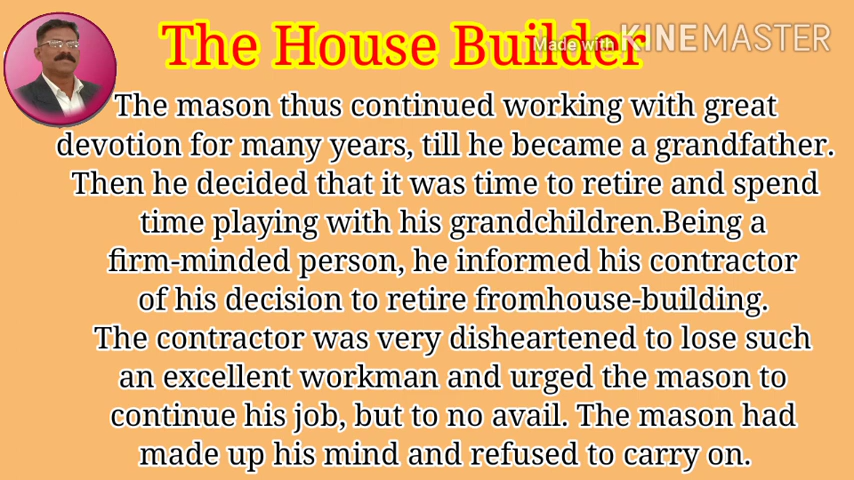 The House Builder
Made with KINEMASTER
The mason thus continued working with great
devotion for many years, till he became a grandfather.
Then he decided that it was time to retire and spend
time playing with his grandchildren.Being a
firm-minded person, he informed his contractor
of his decision to retire fromhouse-building.
The contractor was very disheartened to lose such
an excellent workman and urged the mason to
continue his job, but to no avail. The mason had
made up his mind and refused to carry on.